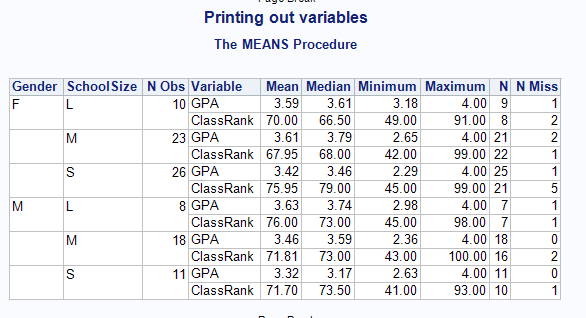 Page Break
Printing out variables
The MEANS Procedure
Gender SchoolSize N Obs Variable Mean Median Minimum Maximum N N Miss
F L 10 GPA 3.59 3.61 3.18 4.00 9 1
ClassRank 70.00 66.50 49.00 91.00 8 2
M 23 GPA 3.61 3.79 2.65 4.00 21 2
ClassRank 67.95 68.00 42.00 99.00 22 1
S 26 GPA 3.42 3.46 2.29 4.00 25 1
ClassRank 75.95 79.00 45.00 99.00 21 5
M L 8 GPA 3.63 3.74 2.98 4.00 7 1
ClassRank 76.00 73.00 45.00 98.00 7 1
M 18 GPA 3.46 3.59 2.36 4.00 18 0
ClassRank 71.81 73.00 43.00 100.00 16 2
S 11 GPA 3.32 3.17 2.63 4.00 11 0
ClassRank 71.70 73.50 41.00 93.00 10 1